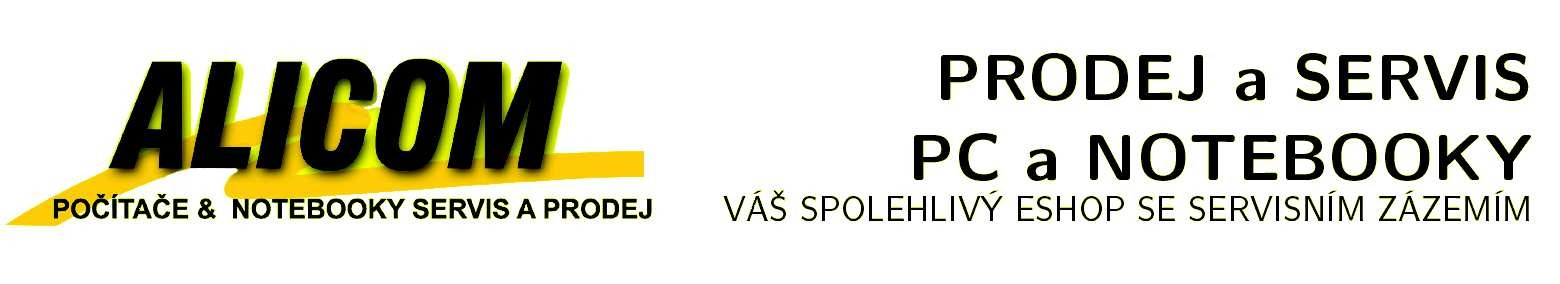 ALICOM
POČÍTAČE & NOTEBOOKY SERVIS A PRODEJ
PRODEJ a SERVIS
PC a NOTEBOOKY
VÁŠ SPOLEHLIVÝ ESHOP SE SERVISNÍM ZÁZEMÍM